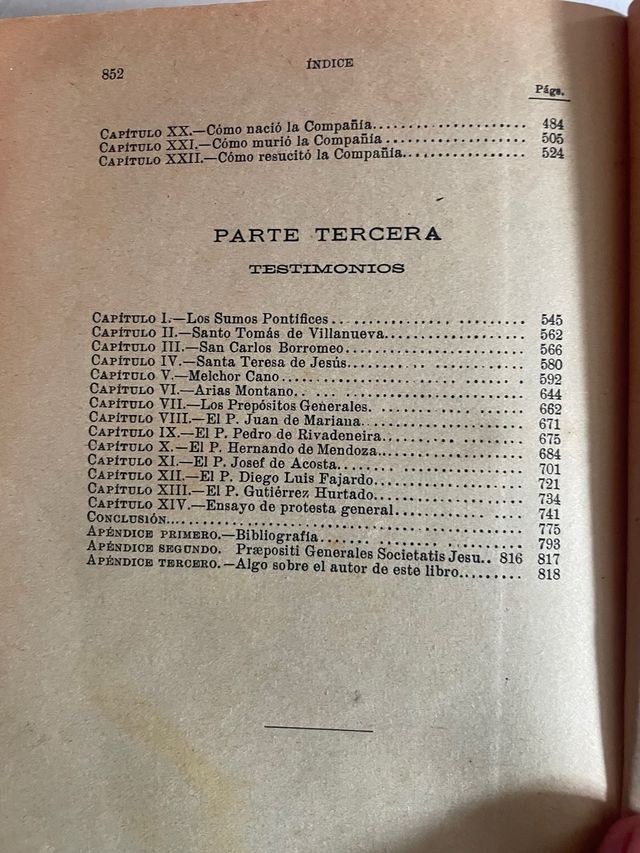 852
ÍNDICE
Págs.
CAPÍTULO XX.—Cómo nació la Compañía........................ 484
CAPÍTULO XXI.—Cómo murió la Compañía...................... 505
CAPÍTULO XXII.—Cómo resucitó la Compañía.................. 524
PARTE TERCERA
TESTIMONIOS
CAPÍTULO I.—Los Sumos Pontífices.......................... 545
CAPÍTULO II.—Santo Tomás de Villanueva.................... 562
CAPÍTULO III.—San Carlos Borromeo......................... 566
CAPÍTULO IV.—Santa Teresa de Jesús........................ 580
CAPÍTULO V.—Melchor Cano.................................. 592
CAPÍTULO VI.—Arias Montano................................ 644
CAPÍTULO VII.—Los Prepósitos Generales.................... 662
CAPÍTULO VIII.—El P. Juan de Mariana...................... 671
CAPÍTULO IX.—El P. Pedro de Rivadeneira................... 675
CAPÍTULO X.—El P. Hernando de Mendoza..................... 684
CAPÍTULO XI.—El P. Josef de Acosta........................ 701
CAPÍTULO XII.—El P. Diego Luis Fajardo.................... 721
CAPÍTULO XIII.—El P. Gutiérrez Hurtado.................... 734
CAPÍTULO XIV.—Ensayo de protesta general.................. 741
CONCLUSIÓN................................................ 775
APÉNDICE PRIMERO.—Bibliografía............................ 793
APÉNDICE SEGUNDO. Præpositi Generales Societatis Jesu.. 816 817
APÉNDICE TERCERO.—Algo sobre el autor de este libro....... 818